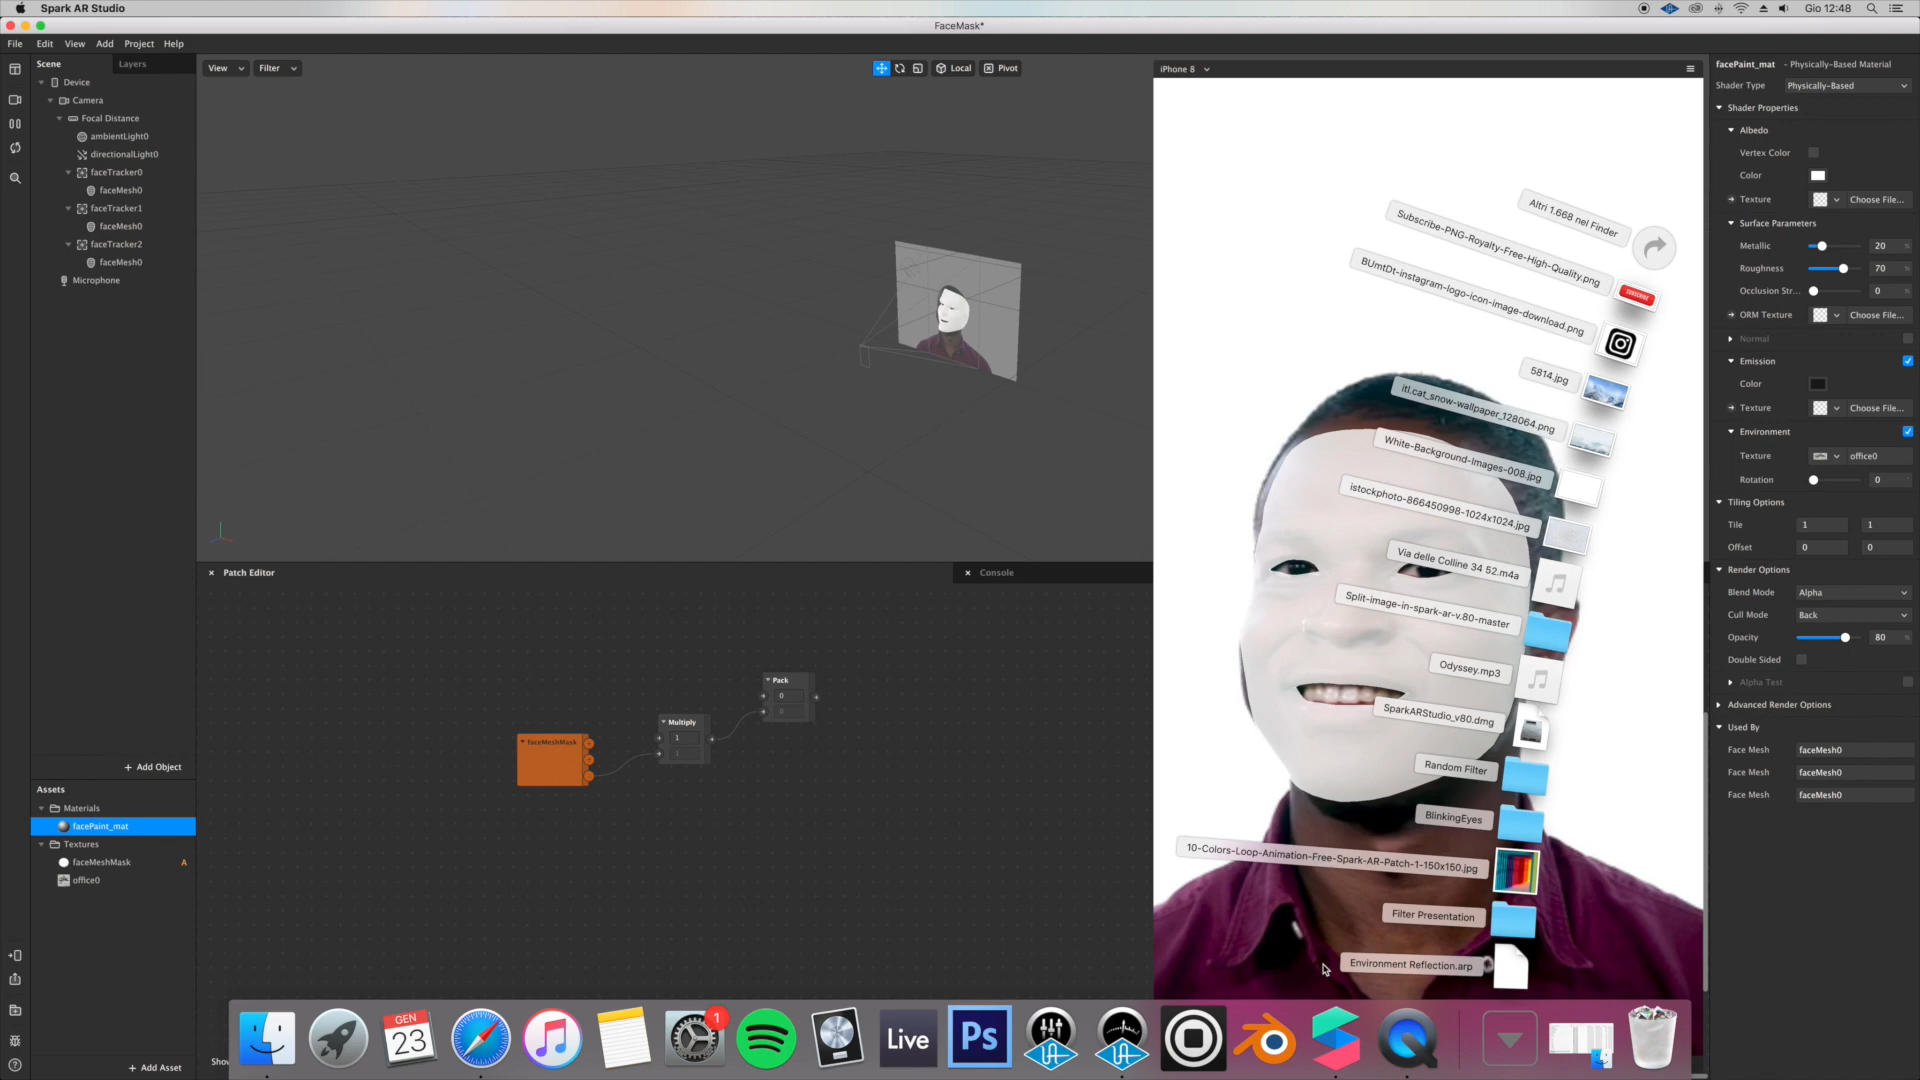 Spark AR Studio
Gio 12:48
FaceMask*
File Edit View Add Project Help
Scene Layers
Device
Camera
Focal Distance
ambientLight0
directionalLight0
faceTracker0
faceMesh0
faceTracker1
faceMesh0
faceTracker2
faceMesh0
Microphone
+ Add Object
Assets
Materials
facePaint_mat
Textures
faceMeshMask A
office0
+ Add Asset
View Filter Local Pivot
Patch Editor
Console
faceMeshMask
Multiply
1
1
Pack
0
0
Sho
iPhone 8
Altri 1.668 nel Finder
Subscribe-PNG-Royalty-Free-High-Quality.png
SUBSCRIBE
BUmtDt-instagram-logo-icon-image-download.png
5814.jpg
itl.cat_snow-wallpaper_128064.png
White-Background-Images-008.jpg
istockphoto-866450998-1024x1024.jpg
Via delle Colline 34 52.m4a
Split-image-in-spark-ar-v.80-master
Odyssey.mp3
SparkARStudio_v80.dmg
Random Filter
BlinkingEyes
10-Colors-Loop-Animation-Free-Spark-AR-Patch-1-150x150.jpg
Filter Presentation
Environment Reflection.arp
facePaint_mat - Physically-Based Material
Shader Type Physically-Based
Shader Properties
Albedo
Vertex Color
Color
Texture Choose File...
Surface Parameters
Metallic 20 %
Roughness 70 %
Occlusion Str... 0 %
ORM Texture Choose File...
Normal
Emission
Color
Texture Choose File...
Environment
Texture office0
Rotation 0 °
Tiling Options
Tile 1 1
Offset 0 0
Render Options
Blend Mode Alpha
Cull Mode Back
Opacity 80 %
Double Sided
Alpha Test
Advanced Render Options
Used By
Face Mesh faceMesh0
Face Mesh faceMesh0
Face Mesh faceMesh0
GEN
23
1
Live
Ps